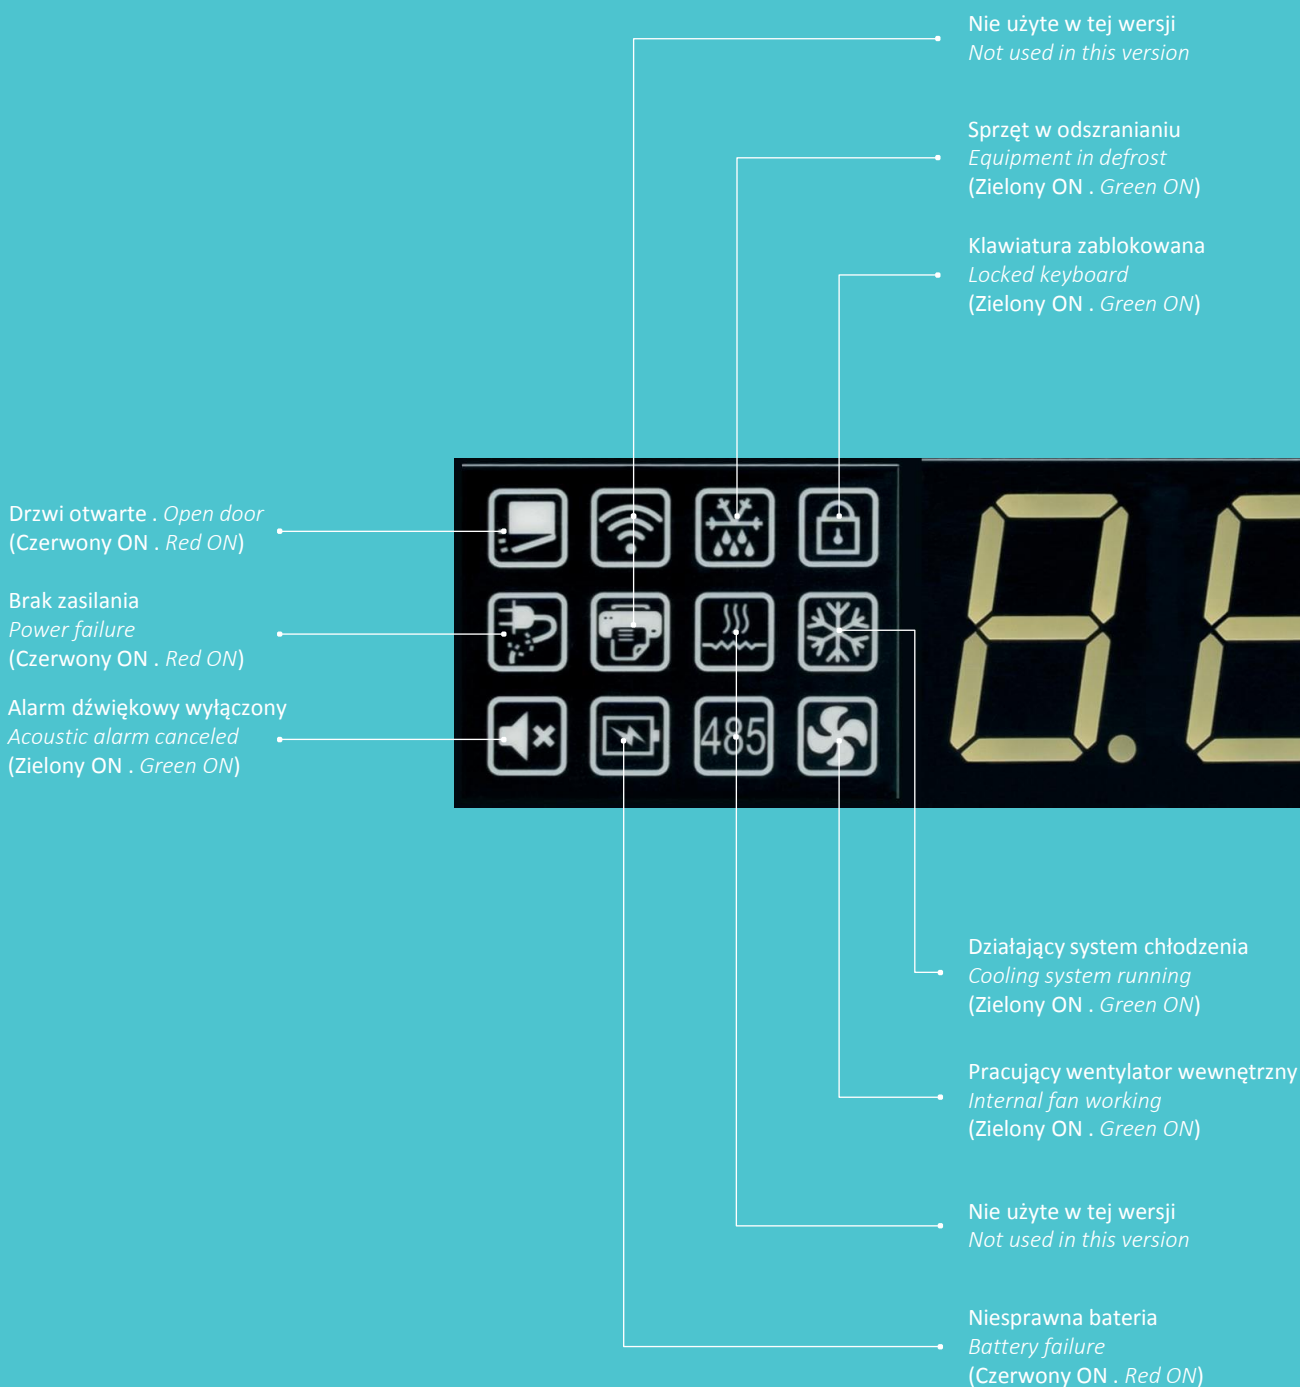 Nie użyte w tej wersji
Not used in this version
Sprzęt w odszranianiu
Equipment in defrost
(Zielony ON . Green ON)
Klawiatura zablokowana
Locked keyboard
(Zielony ON . Green ON)
Drzwi otwarte . Open door
(Czerwony ON . Red ON)
Brak zasilania
Power failure
(Czerwony ON . Red ON)
Alarm dźwiękowy wyłączony
Acoustic alarm canceled
(Zielony ON . Green ON)
485
8.
Działający system chłodzenia
Cooling system running
(Zielony ON . Green ON)
Pracujący wentylator wewnętrzny
Internal fan working
(Zielony ON . Green ON)
Nie użyte w tej wersji
Not used in this version
Niesprawna bateria
Battery failure
(Czerwony ON . Red ON)